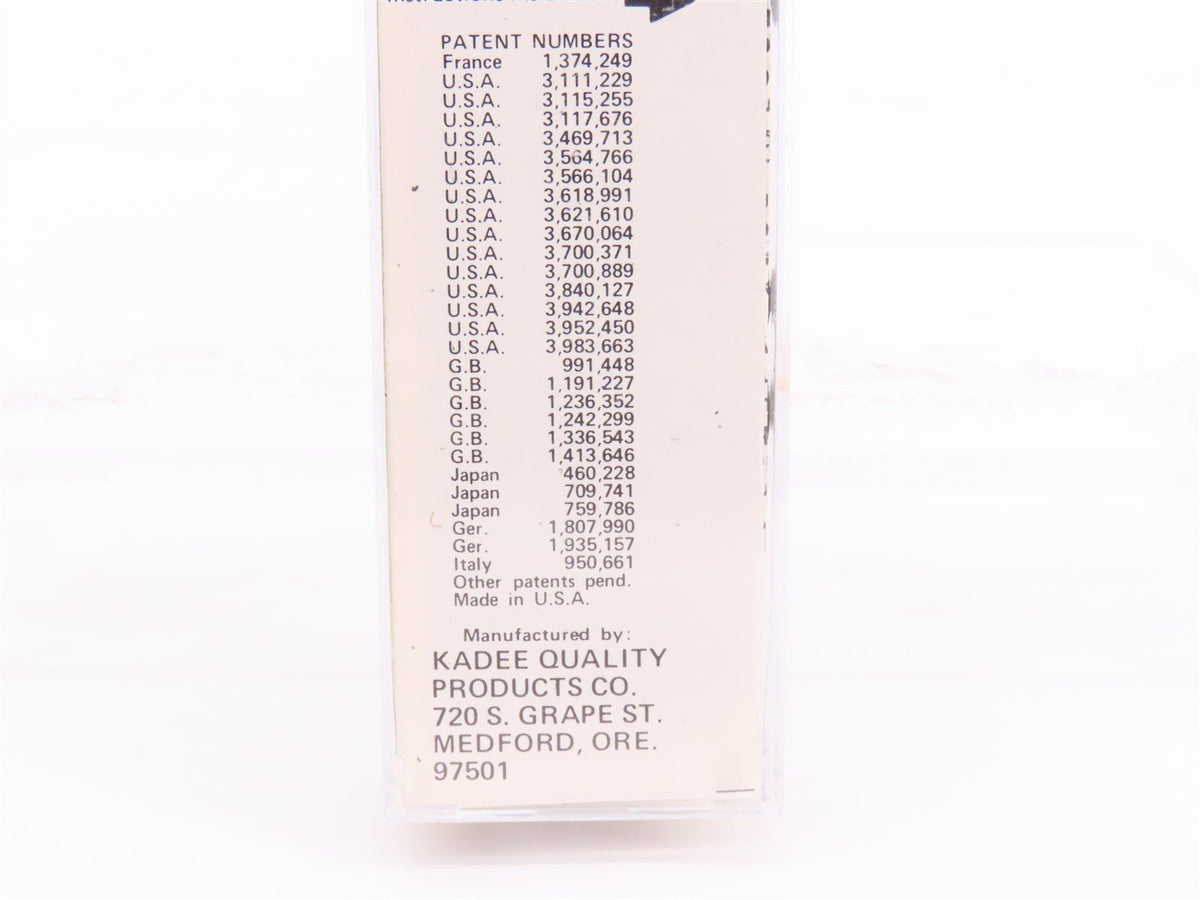 PATENT NUMBERS
France 1,374,249
U.S.A. 3,111,229
U.S.A. 3,115,255
U.S.A. 3,117,676
U.S.A. 3,469,713
U.S.A. 3,564,766
U.S.A. 3,566,104
U.S.A. 3,618,991
U.S.A. 3,621,610
U.S.A. 3,670,064
U.S.A. 3,700,371
U.S.A. 3,700,889
U.S.A. 3,840,127
U.S.A. 3,942,648
U.S.A. 3,952,450
U.S.A. 3,983,663
G.B. 991,448
G.B. 1,191,227
G.B. 1,236,352
G.B. 1,242,299
G.B. 1,336,543
G.B. 1,413,646
Japan 460,228
Japan 709,741
Japan 759,786
Ger. 1,807,990
Ger. 1,935,157
Italy 950,661
Other patents pend.
Made in U.S.A.
Manufactured by:
KADEE QUALITY
PRODUCTS CO.
720 S. GRAPE ST.
MEDFORD, ORE.
97501